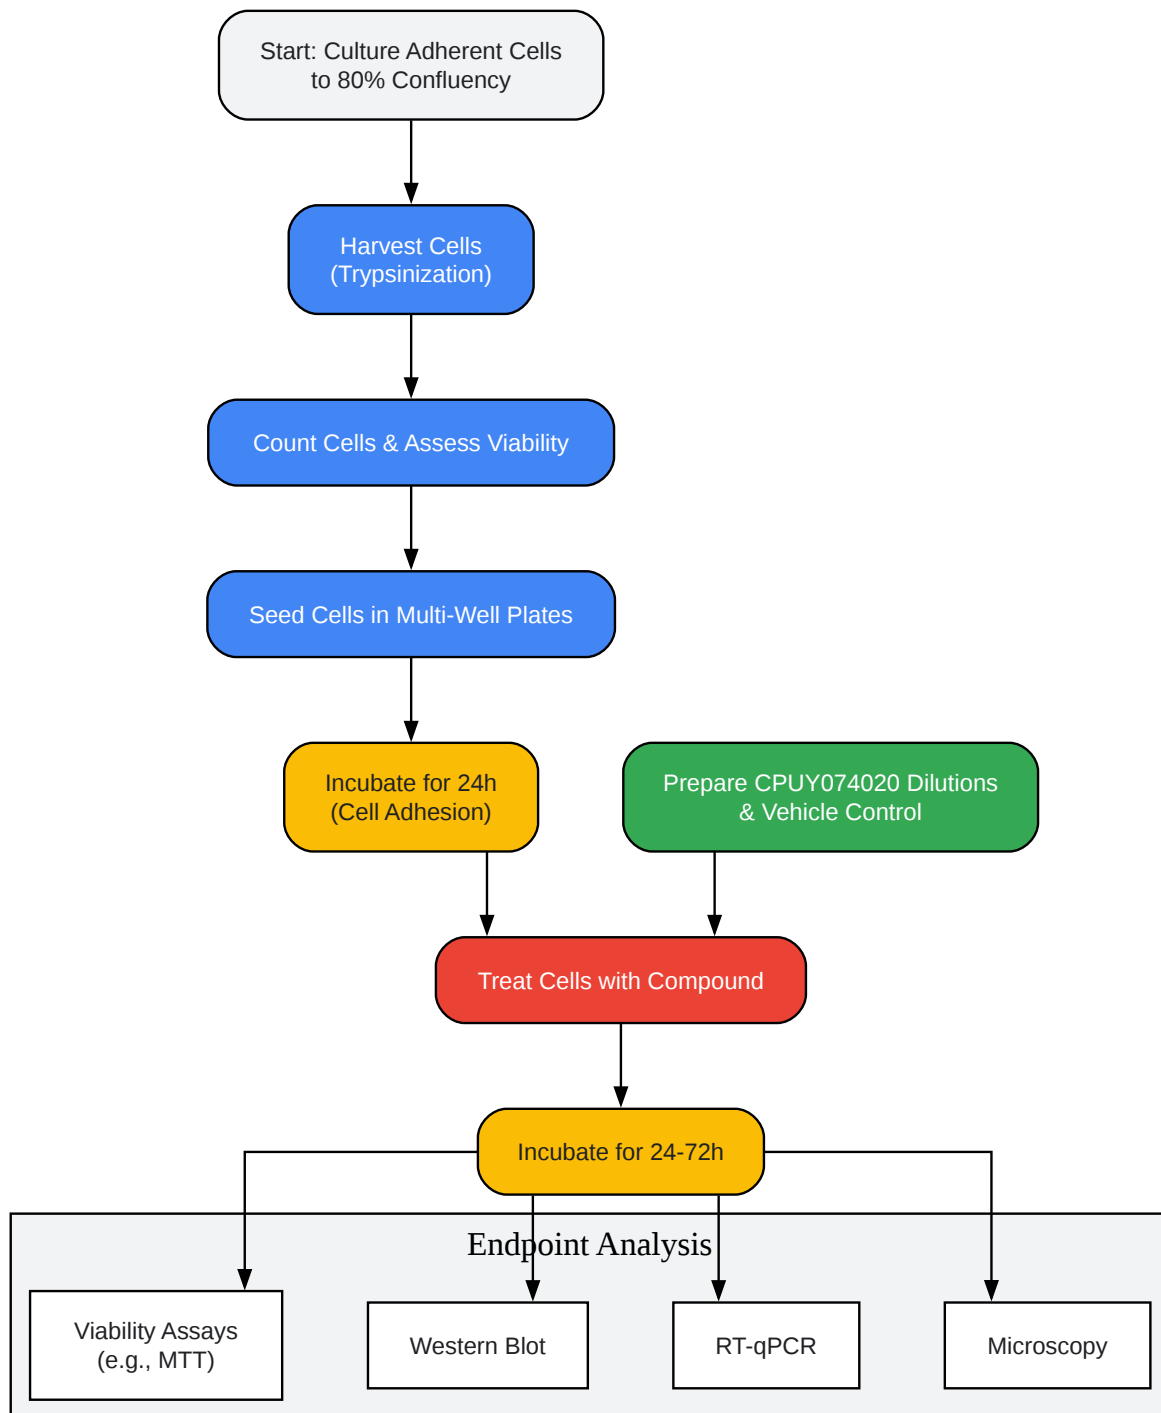 Start: Culture Adherent Cells
to 80% Confluency
Harvest Cells
(Trypsinization)
Count Cells & Assess Viability
Seed Cells in Multi-Well Plates
Incubate for 24h
(Cell Adhesion)
Prepare CPUY074020 Dilutions
& Vehicle Control
Treat Cells with Compound
Incubate for 24-72h
Endpoint Analysis
Viability Assays
(e.g., MTT)
Western Blot
RT-qPCR
Microscopy